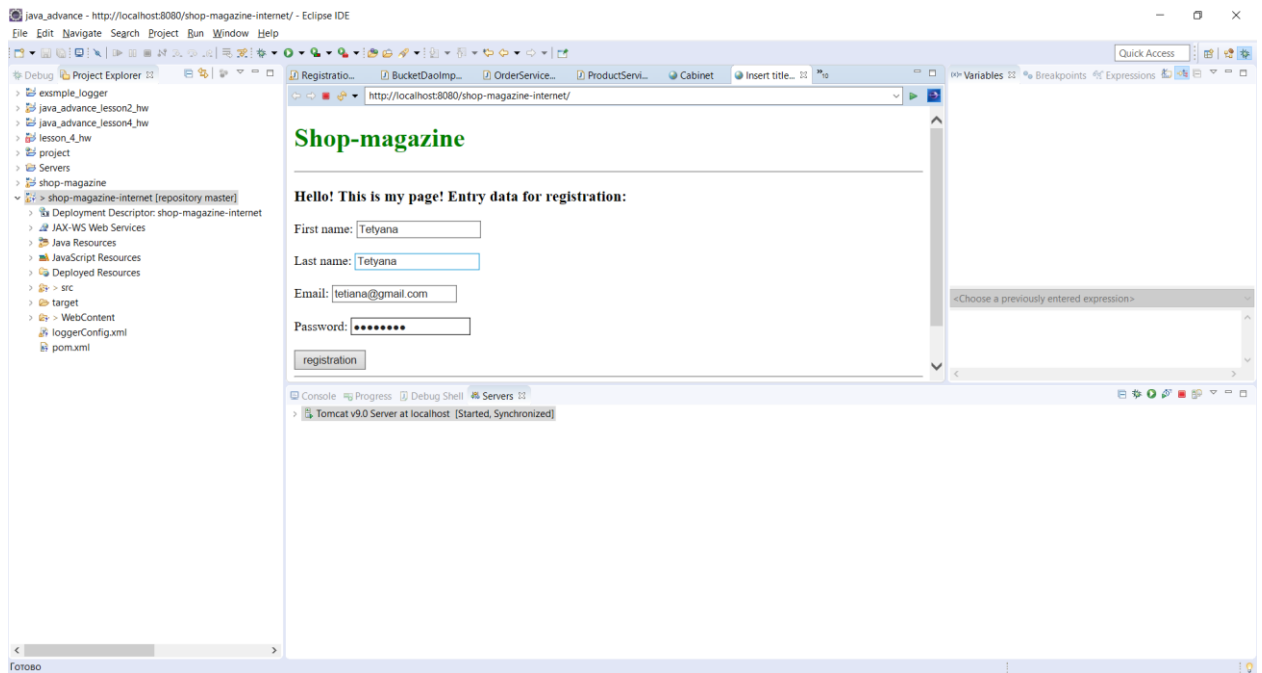 java_advance - http://localhost:8080/shop-magazine-internet/ - Eclipse IDE
File Edit Navigate Search Project Run Window Help
Quick Access
Debug Project Explorer
Registratio... BucketDaoImp... OrderService... ProductServi... Cabinet Insert title... »10
Variables Breakpoints Expressions
http://localhost:8080/shop-magazine-internet/
exsmple_logger
java_advance_lesson2_hw
java_advance_lesson4_hw
lesson_4_hw
project
Servers
shop-magazine
> shop-magazine-internet [repository master]
Deployment Descriptor: shop-magazine-internet
JAX-WS Web Services
Java Resources
JavaScript Resources
Deployed Resources
> src
target
> WebContent
loggerConfig.xml
pom.xml
Shop-magazine
Hello! This is my page! Entry data for registration:
First name: Tetyana
Last name: Tetyana
Email: tetiana@gmail.com
Password: ●●●●●●●●
registration
<Choose a previously entered expression>
Console Progress Debug Shell Servers
Tomcat v9.0 Server at localhost [Started, Synchronized]
Готово